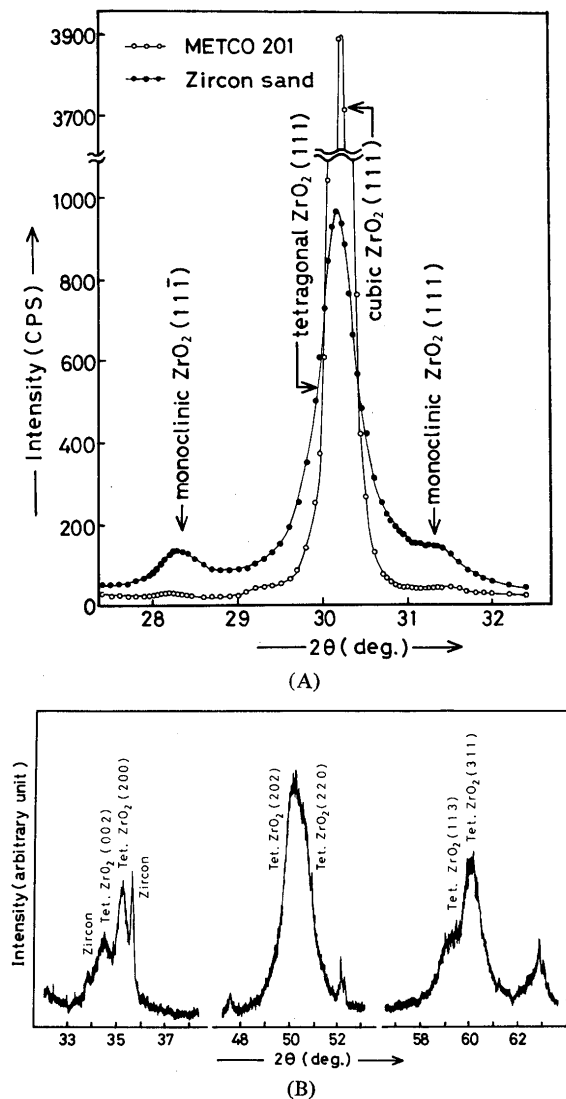 METCO 201
Zircon sand
3900
3700
1000
800
600
400
200
0
Intensity (CPS)
monoclinic ZrO₂ (11̅1̅)
tetragonal ZrO₂ (111)
cubic ZrO₂ (111)
monoclinic ZrO₂ (111)
28 29 30 31 32
2θ (deg.)
(A)
Intensity (arbitrary unit)
Zircon
Tet. ZrO₂ (002)
Tet. ZrO₂ (200)
Zircon
Tet. ZrO₂ (202)
Tet. ZrO₂ (220)
Tet. ZrO₂ (113)
Tet. ZrO₂ (311)
33 35 37 48 50 52 58 60 62
2θ (deg.)
(B)